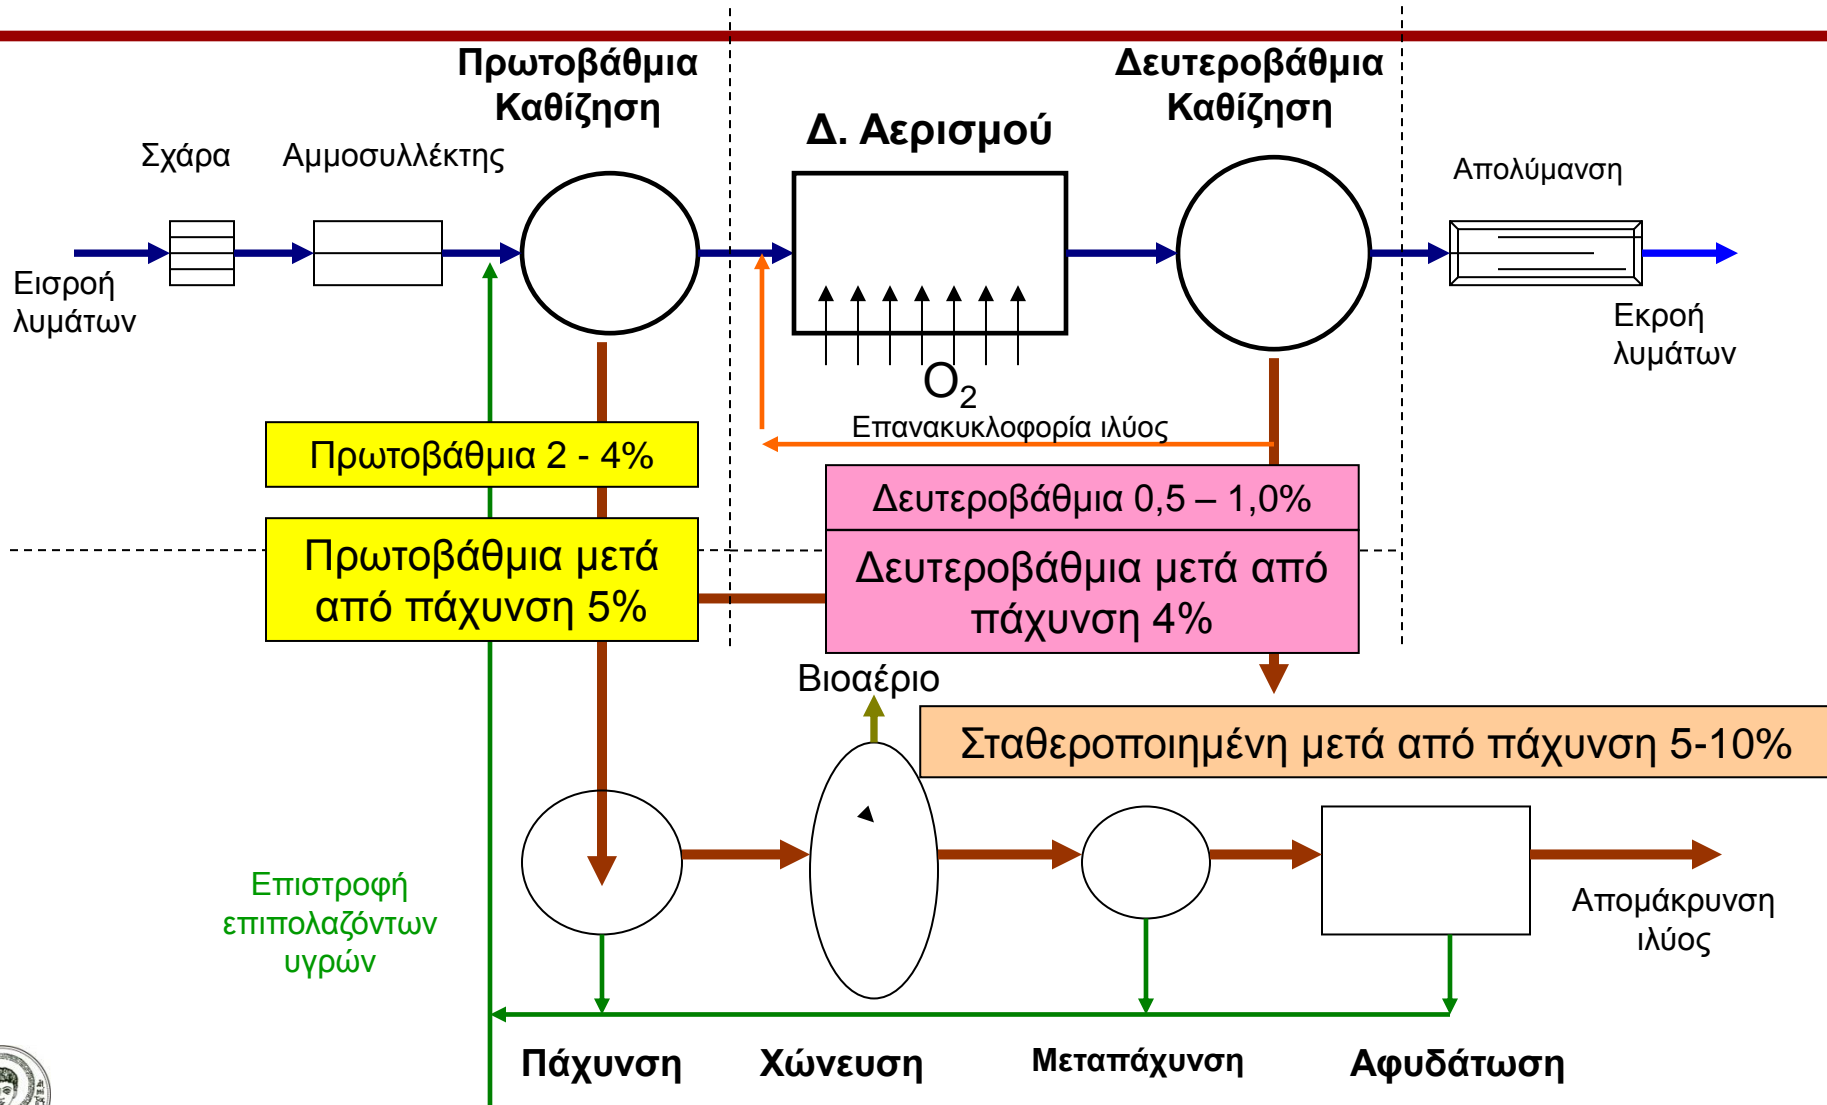 Πρωτοβάθμια
Καθίζηση
Δευτεροβάθμια
Καθίζηση
Δ. Αερισμού
Σχάρα
Αμμοσυλλέκτης
Απολύμανση
Εισροή
λυμάτων
Εκροή
λυμάτων
O2
Επανακυκλοφορία ιλύος
Πρωτοβάθμια 2 - 4%
Δευτεροβάθμια 0,5 – 1,0%
Πρωτοβάθμια μετά
από πάχυνση 5%
Δευτεροβάθμια μετά από
πάχυνση 4%
Βιοαέριο
Σταθεροποιημένη μετά από πάχυνση 5-10%
Επιστροφή
επιπολαζόντων
υγρών
Απομάκρυνση
ιλύος
Πάχυνση
Χώνευση
Μεταπάχυνση
Αφυδάτωση